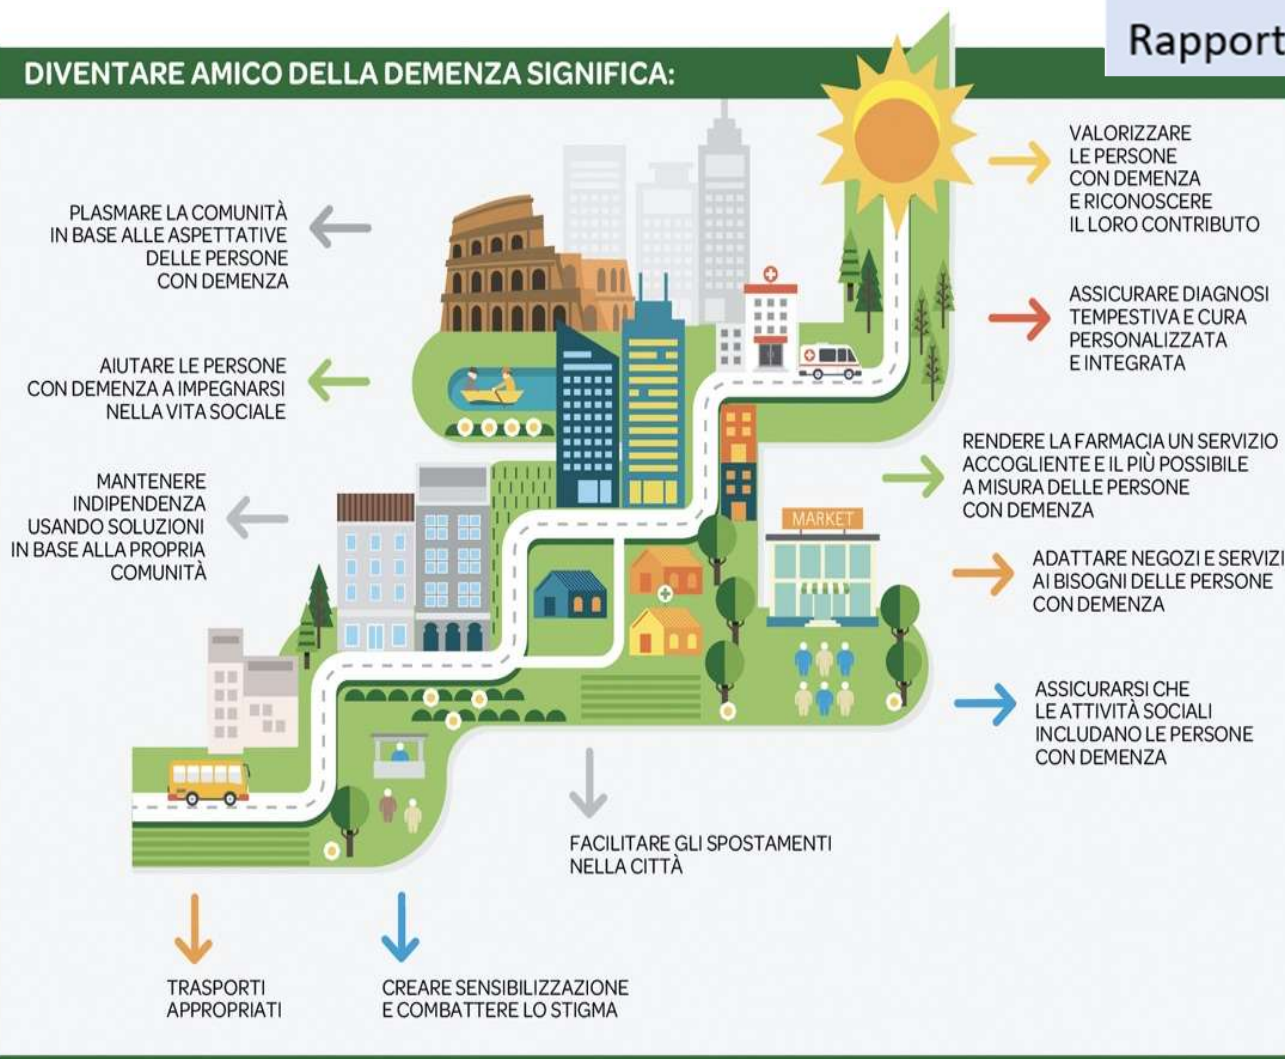 Rapport
DIVENTARE AMICO DELLA DEMENZA SIGNIFICA:
PLASMARE LA COMUNITÀ
IN BASE ALLE ASPETTATIVE
DELLE PERSONE
CON DEMENZA
AIUTARE LE PERSONE
CON DEMENZA A IMPEGNARSI
NELLA VITA SOCIALE
MANTENERE
INDIPENDENZA
USANDO SOLUZIONI
IN BASE ALLA PROPRIA
COMUNITÀ
VALORIZZARE
LE PERSONE
CON DEMENZA
E RICONOSCERE
IL LORO CONTRIBUTO
ASSICURARE DIAGNOSI
TEMPESTIVA E CURA
PERSONALIZZATA
E INTEGRATA
RENDERE LA FARMACIA UN SERVIZIO
ACCOGLIENTE E IL PIÙ POSSIBILE
A MISURA DELLE PERSONE
CON DEMENZA
MARKET
ADATTARE NEGOZI E SERVIZI
AI BISOGNI DELLE PERSONE
CON DEMENZA
ASSICURARSI CHE
LE ATTIVITÀ SOCIALI
INCLUDANO LE PERSONE
CON DEMENZA
FACILITARE GLI SPOSTAMENTI
NELLA CITTÀ
TRASPORTI
APPROPRIATI
CREARE SENSIBILIZZAZIONE
E COMBATTERE LO STIGMA